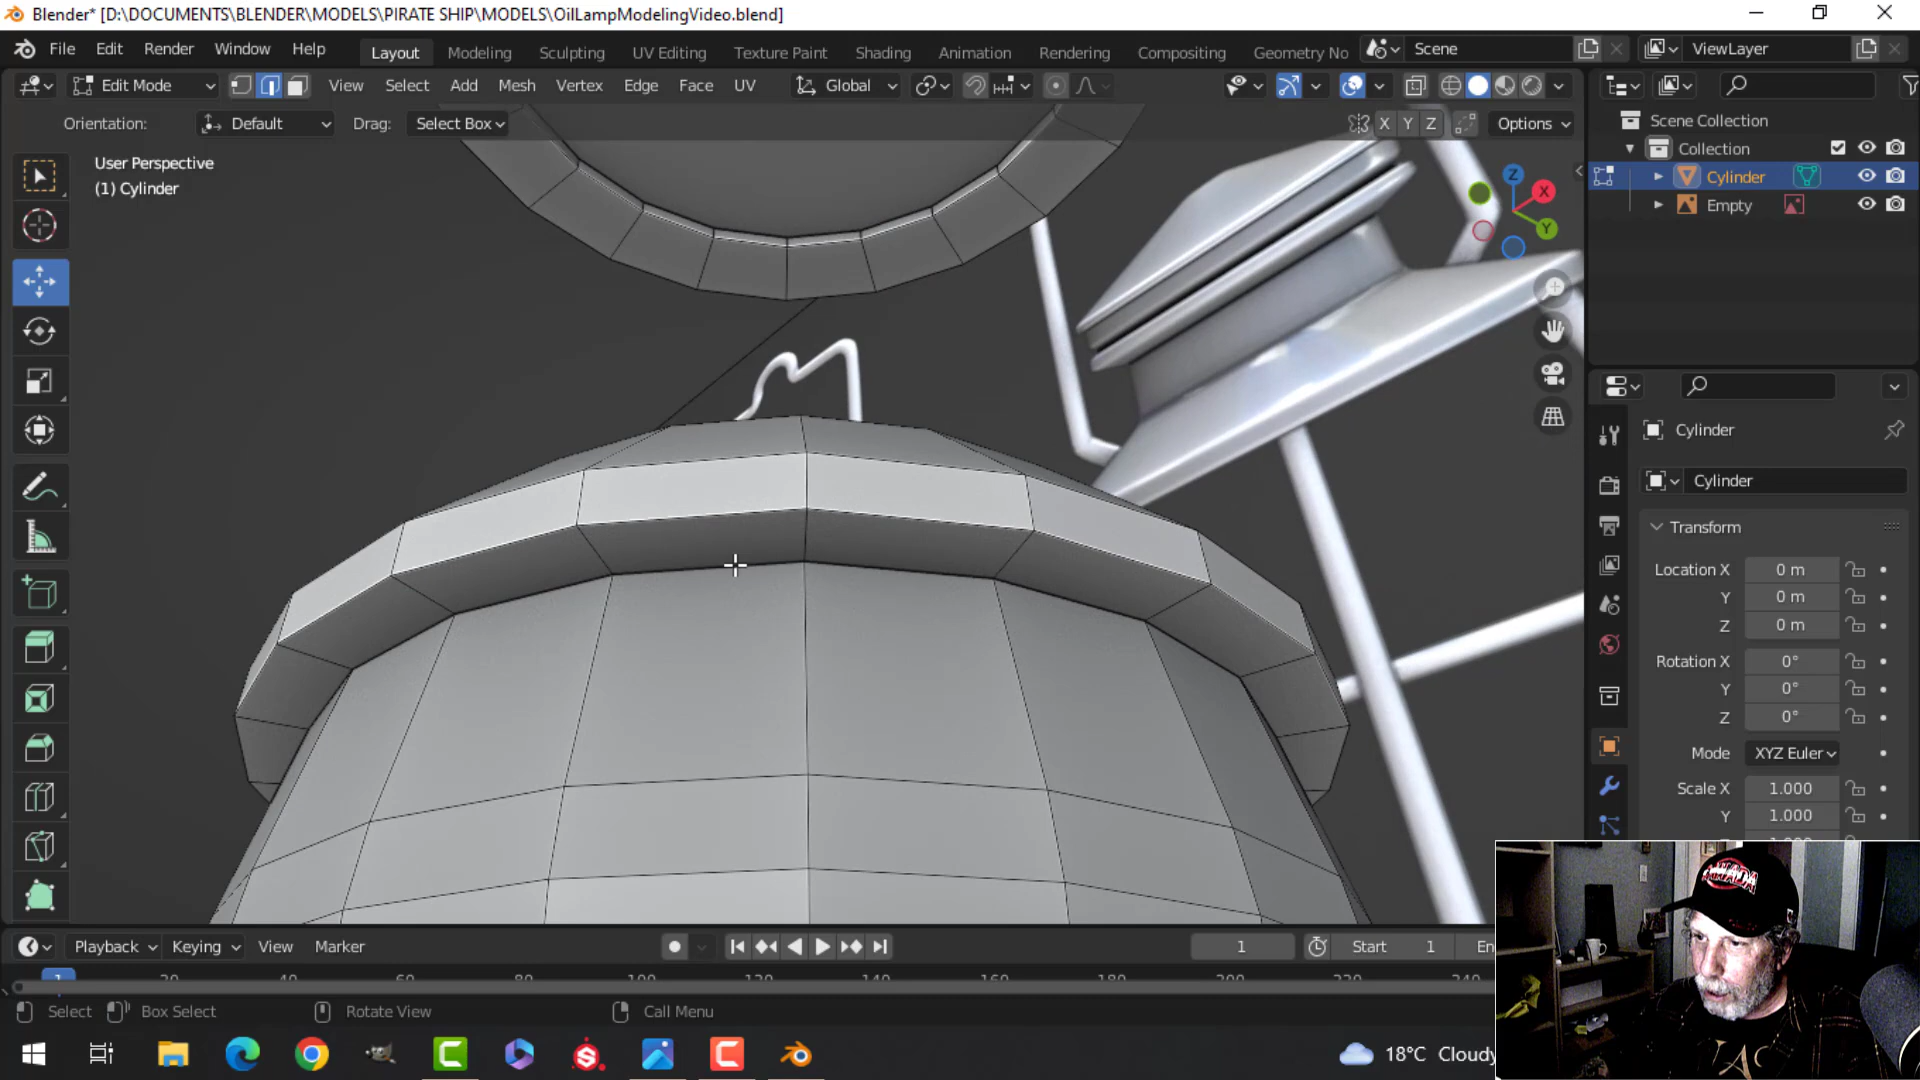 Blender* [D:\DOCUMENTS\BLENDER\MODELS\PIRATE SHIP\MODELS\OilLampModelingVideo.blend]
File Edit Render Window Help Layout Modeling Sculpting UV Editing Texture Paint Shading Animation Rendering Compositing Geometry No Scene ViewLayer
Edit Mode View Select Add Mesh Vertex Edge Face UV Global
Orientation: Default Drag: Select Box X Y Z Options
User Perspective
(1) Cylinder
Z X Y
Scene Collection
Collection
Cylinder
Empty
Cylinder
Cylinder
Transform
Location X 0 m
Y 0 m
Z 0 m
Rotation X 0°
Y 0°
Z 0°
Mode XYZ Euler
Scale X 1.000
Y 1.000
Playback Keying View Marker 1 Start 1 En
Select Box Select Rotate View Call Menu
18°C Cloudy